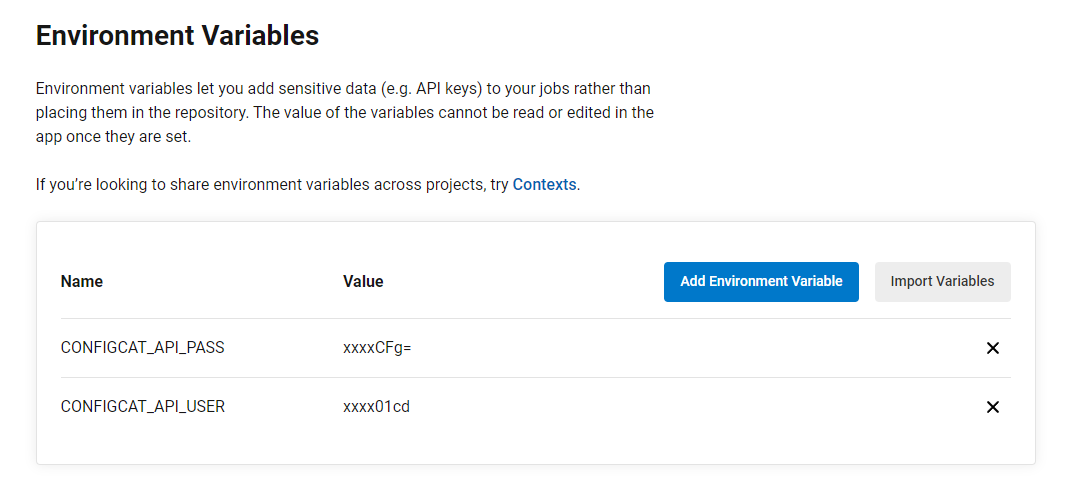 Environment Variables
Environment variables let you add sensitive data (e.g. API keys) to your jobs rather than
placing them in the repository. The value of the variables cannot be read or edited in the
app once they are set.
If you’re looking to share environment variables across projects, try Contexts.
Name Value Add Environment Variable Import Variables
CONFIGCAT_API_PASS xxxxCFg=
CONFIGCAT_API_USER xxxx01cd